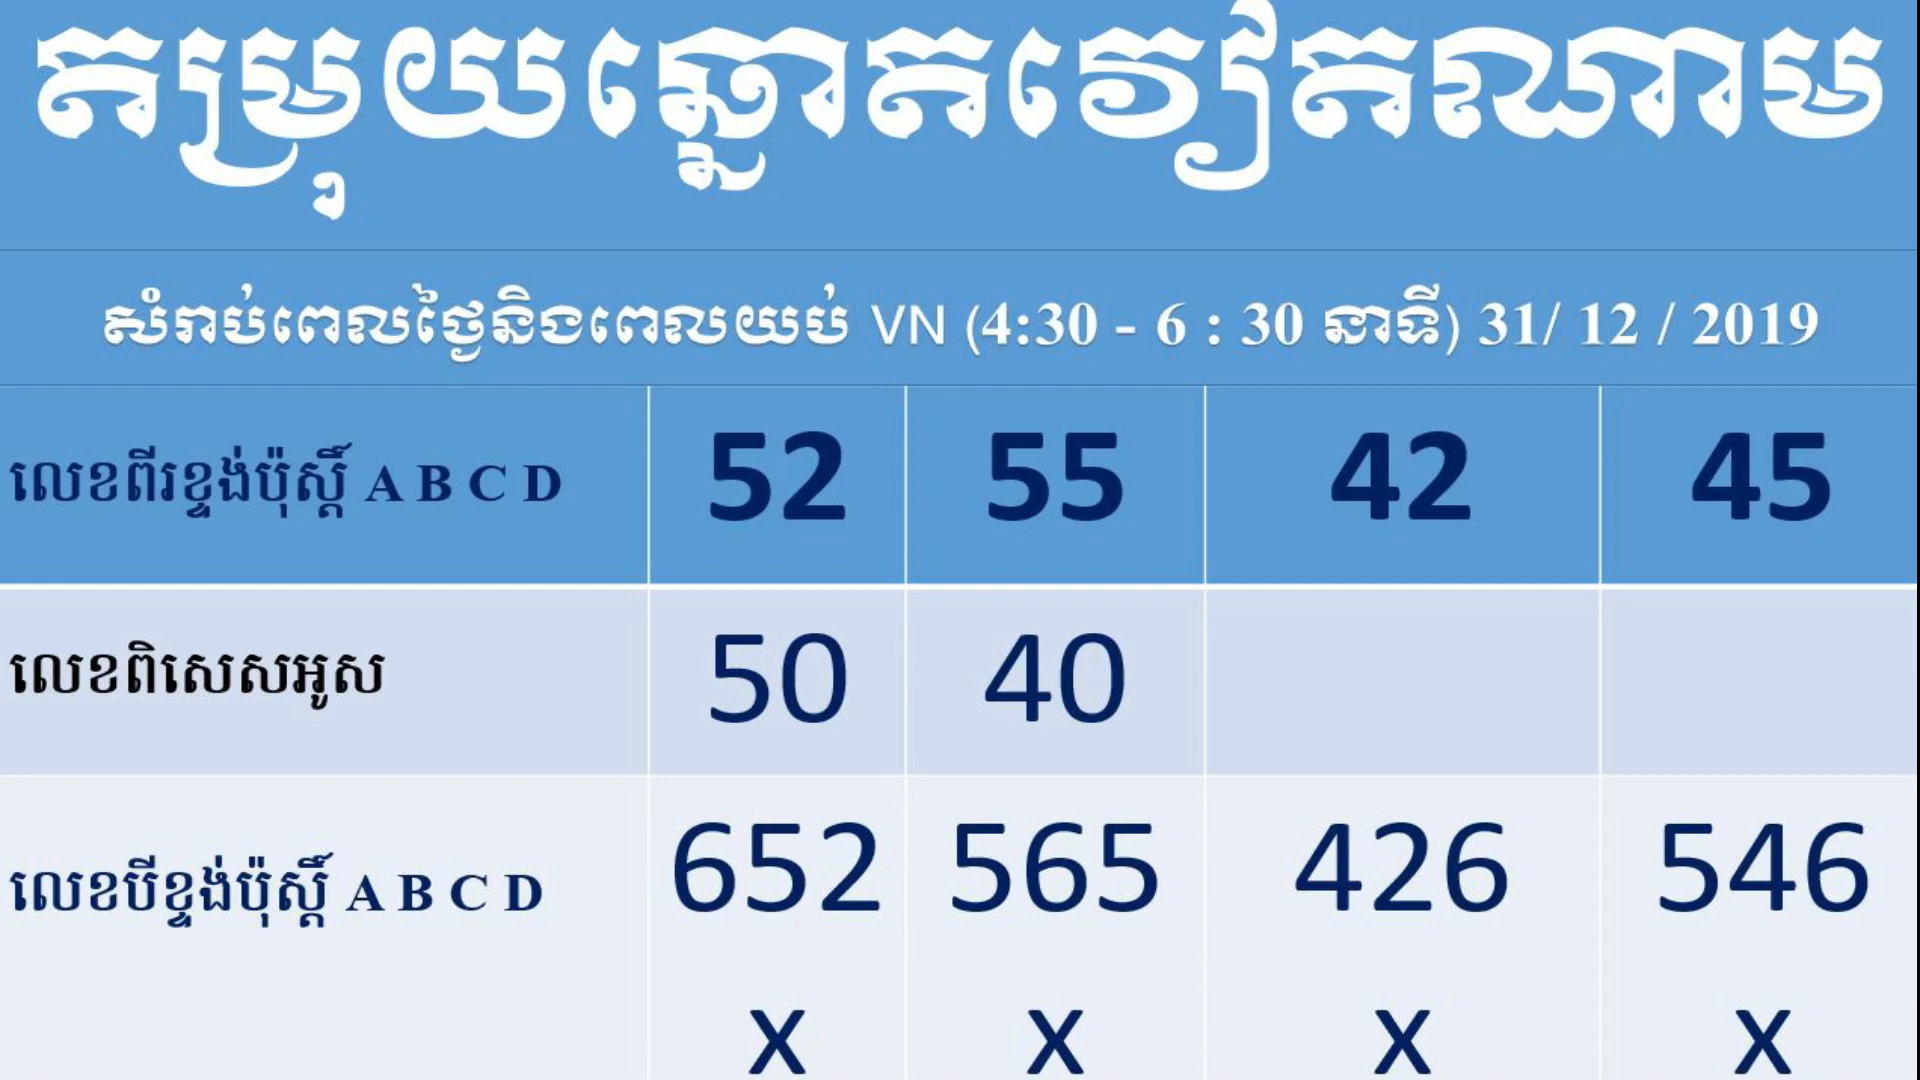 តម្រុយឆ្នោតវៀតណាម
សំរាប់ពេលថ្ងៃនិងពេលយប់ VN (4:30 - 6 : 30 នាទី) 31/ 12 / 2019
លេខពីរខ្ទង់ប៉ុស្តិ៍ A B C D 52 55 42 45
លេខពិសេសអូស 50 40
លេខបីខ្ទង់ប៉ុស្តិ៍ A B C D 652 565 426 546
x x x x